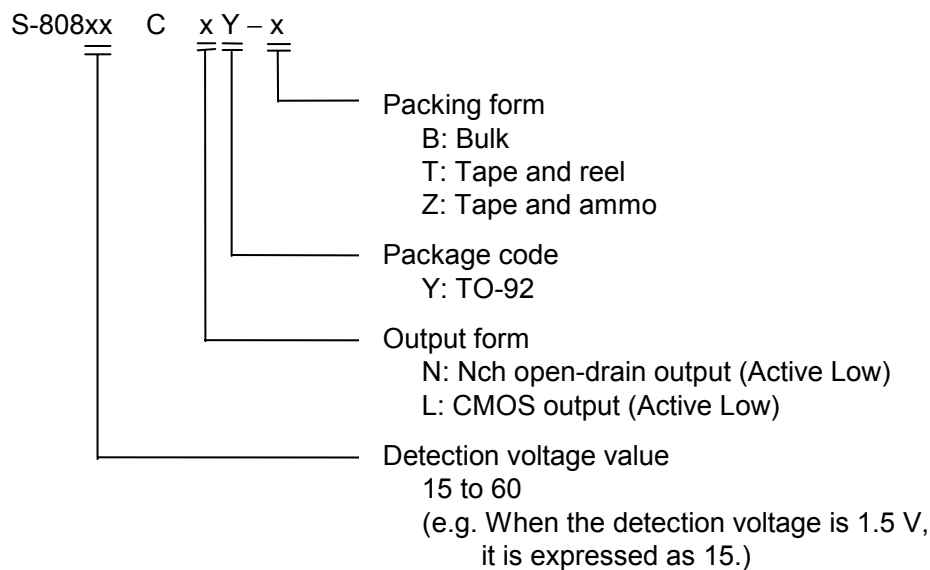 S-808xx C x Y – x
Packing form
B: Bulk
T: Tape and reel
Z: Tape and ammo
Package code
Y: TO-92
Output form
N: Nch open-drain output (Active Low)
L: CMOS output (Active Low)
Detection voltage value
15 to 60
(e.g. When the detection voltage is 1.5 V,
it is expressed as 15.)